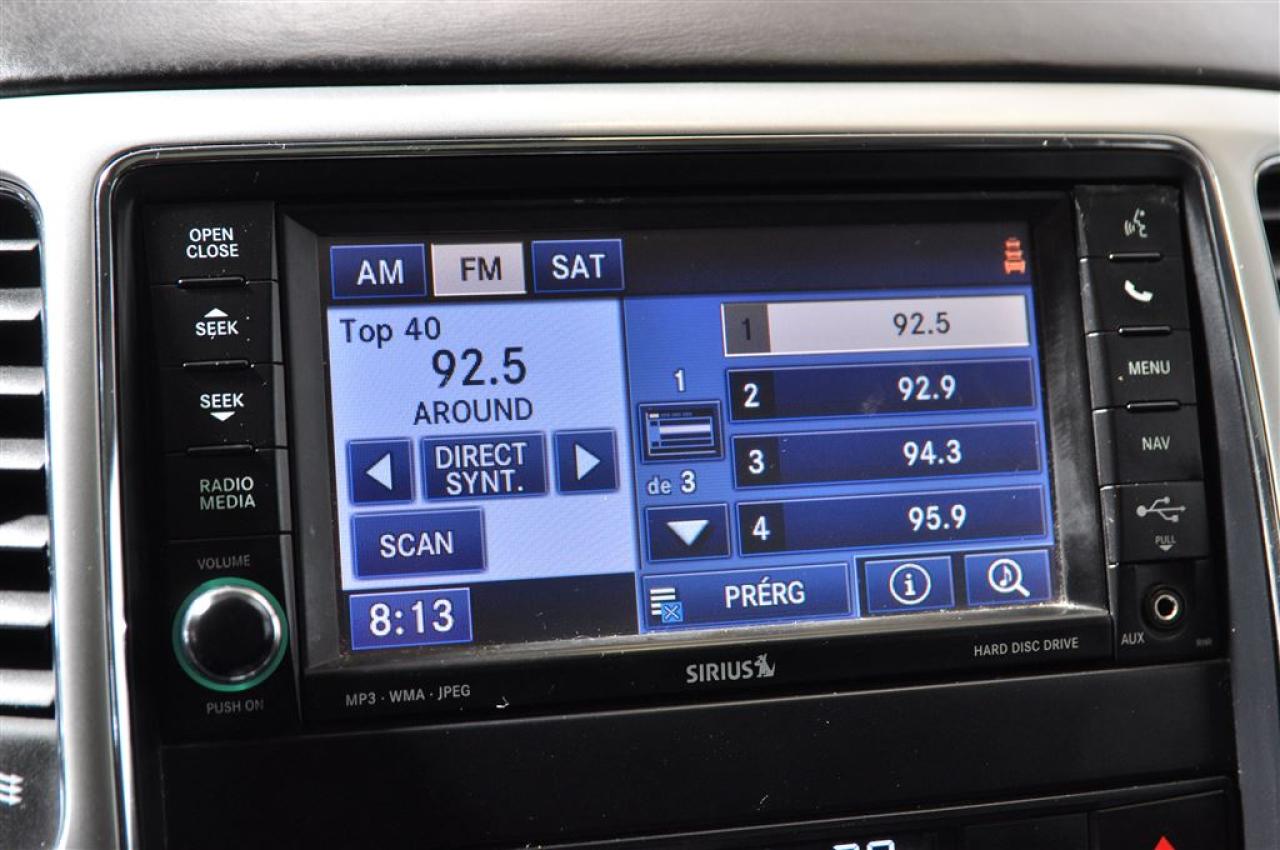 OPEN
CLOSE
SEEK
SEEK
RADIO
MEDIA
VOLUME
PUSH ON
AM FM SAT
Top 40
92.5
AROUND
DIRECT
SYNT.
SCAN
8:13
1
de 3
1 92.5
2 92.9
3 94.3
4 95.9
PRÉRG
i
MENU
NAV
PULL
AUX
MP3 · WMA · JPEG
SIRIUS
HARD DISC DRIVE